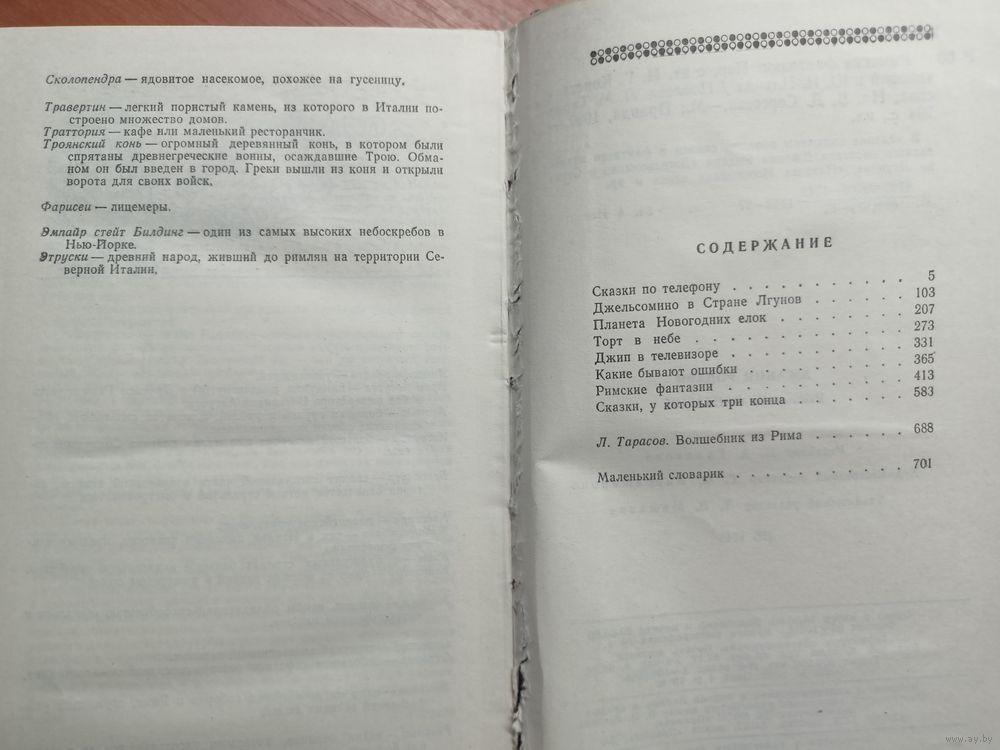 Сколопендра — ядовитое насекомое, похожее на гусеницу.
Травертин — легкий пористый камень, из которого в Италии по-
строено множество домов.
Траттория — кафе или маленький ресторанчик.
Троянский конь — огромный деревянный конь, в котором были
спрятаны древнегреческие воины, осаждавшие Трою. Обма-
ном он был введен в город. Греки вышли из коня и открыли
ворота для своих войск.
Фарисеи — лицемеры.
Эмпайр стейт Билдинг — один из самых высоких небоскребов в
Нью-Йорке.
Этруски — древний народ, живший до римлян на территории Се-
верной Италии.
СОДЕРЖАНИЕ
Сказки по телефону . . . . . . . . . . . 5
Джельсомино в Стране Лгунов . . . . . . 103
Планета Новогодних елок . . . . . . . . 207
Торт в небе . . . . . . . . . . . . . 273
Джип в телевизоре . . . . . . . . . . . 331
Какие бывают ошибки . . . . . . . . . . 365
Римские фантазии . . . . . . . . . . . 413
Сказки, у которых три конца . . . . . . . 583
Л. Тарасов. Волшебник из Рима . . . . . . 688
Маленький словарик . . . . . . . . . . 701
www.ay.by